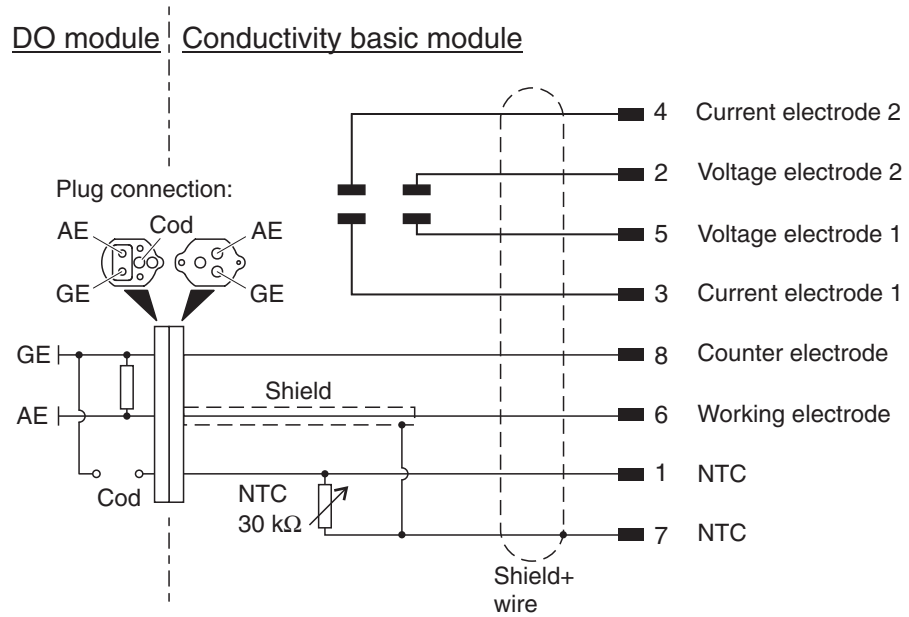 DO module
Conductivity basic module
4 Current electrode 2
2 Voltage electrode 2
Plug connection:
AE
Cod
AE
5 Voltage electrode 1
GE
GE
3 Current electrode 1
GE
8 Counter electrode
Shield
AE
6 Working electrode
Cod
1 NTC
NTC
30 kΩ
7 NTC
Shield+
wire